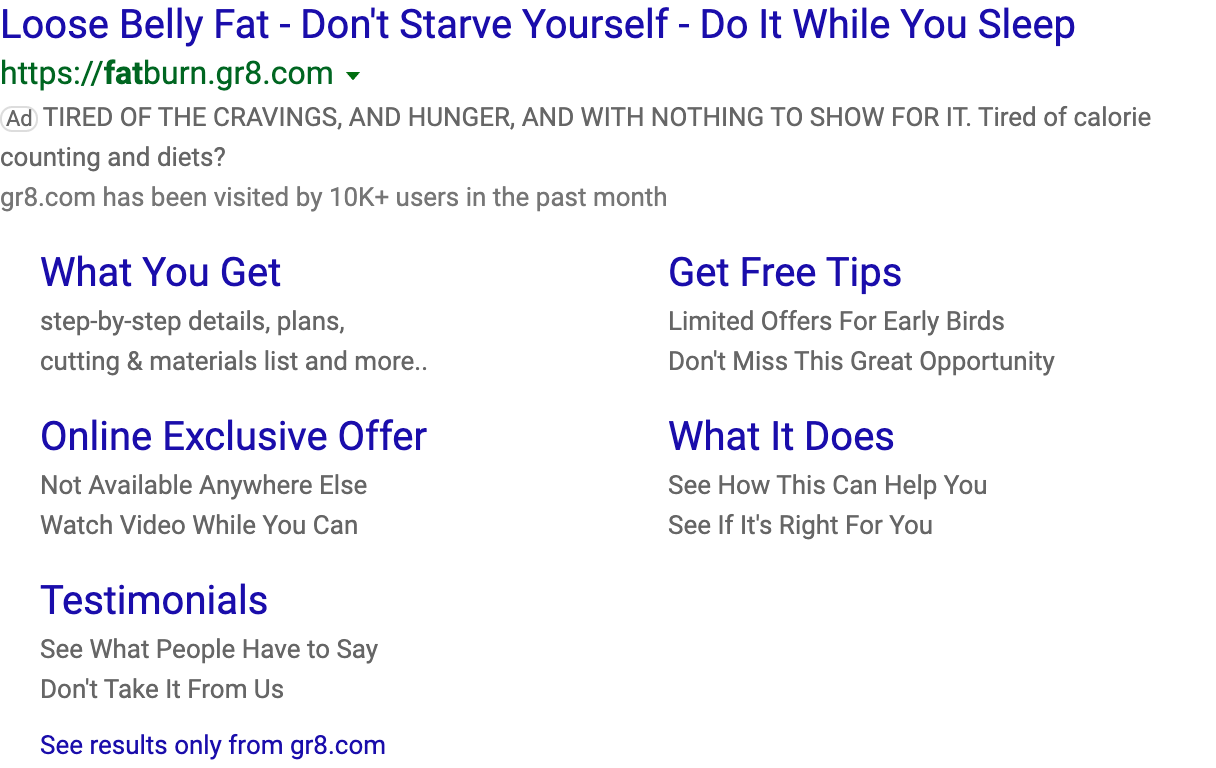 Loose Belly Fat - Don't Starve Yourself - Do It While You Sleep
https://fatburn.gr8.com
Ad TIRED OF THE CRAVINGS, AND HUNGER, AND WITH NOTHING TO SHOW FOR IT. Tired of calorie
counting and diets?
gr8.com has been visited by 10K+ users in the past month
What You Get
step-by-step details, plans,
cutting & materials list and more..
Get Free Tips
Limited Offers For Early Birds
Don't Miss This Great Opportunity
Online Exclusive Offer
Not Available Anywhere Else
Watch Video While You Can
What It Does
See How This Can Help You
See If It's Right For You
Testimonials
See What People Have to Say
Don't Take It From Us
See results only from gr8.com